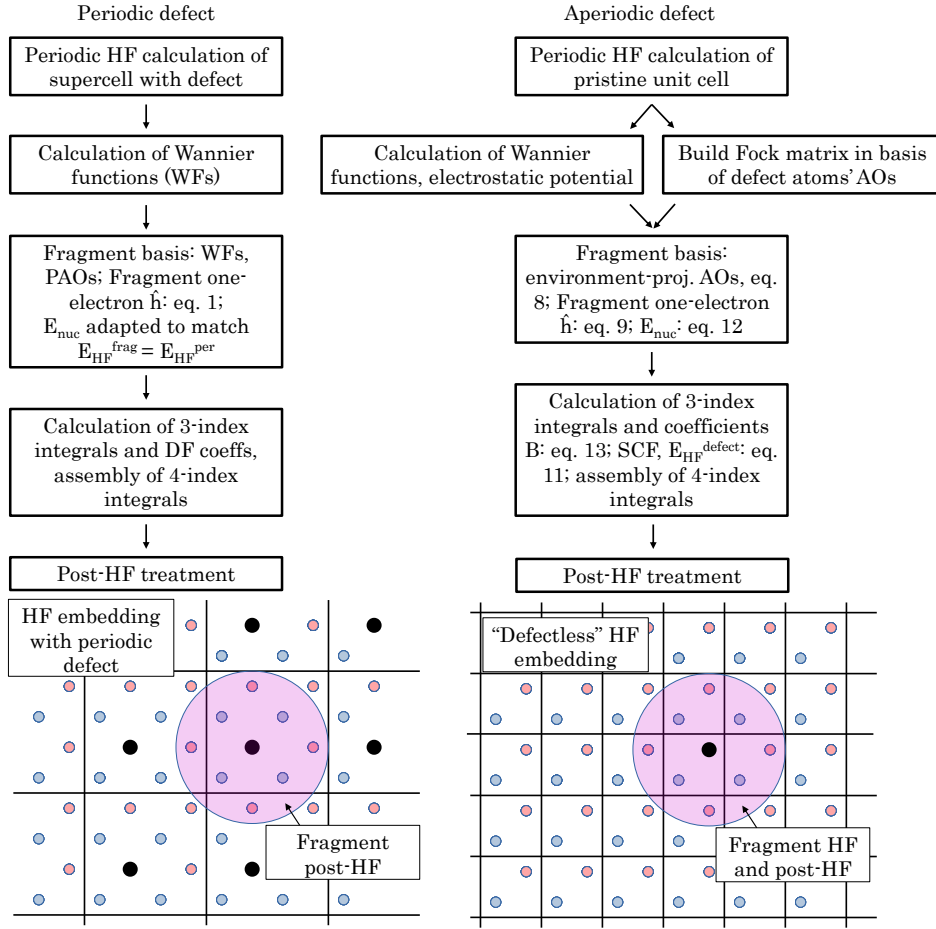 Periodic defect
Periodic HF calculation of
supercell with defect
Calculation of Wannier
functions (WFs)
Fragment basis: WFs,
PAOs; Fragment one-
electron ĥ: eq. 1;
E_nuc adapted to match
E_HF^frag = E_HF^per
Calculation of 3-index
integrals and DF coeffs,
assembly of 4-index
integrals
Post-HF treatment
HF embedding
with periodic
defect
Fragment
post-HF
Aperiodic defect
Periodic HF calculation of
pristine unit cell
Calculation of Wannier
functions, electrostatic potential
Build Fock matrix in basis
of defect atoms’ AOs
Fragment basis:
environment-proj. AOs, eq.
8; Fragment one-electron
ĥ: eq. 9; E_nuc: eq. 12
Calculation of 3-index
integrals and coefficients
B: eq. 13; SCF, E_HF^defect: eq.
11; assembly of 4-index
integrals
Post-HF treatment
“Defectless” HF
embedding
Fragment HF
and post-HF